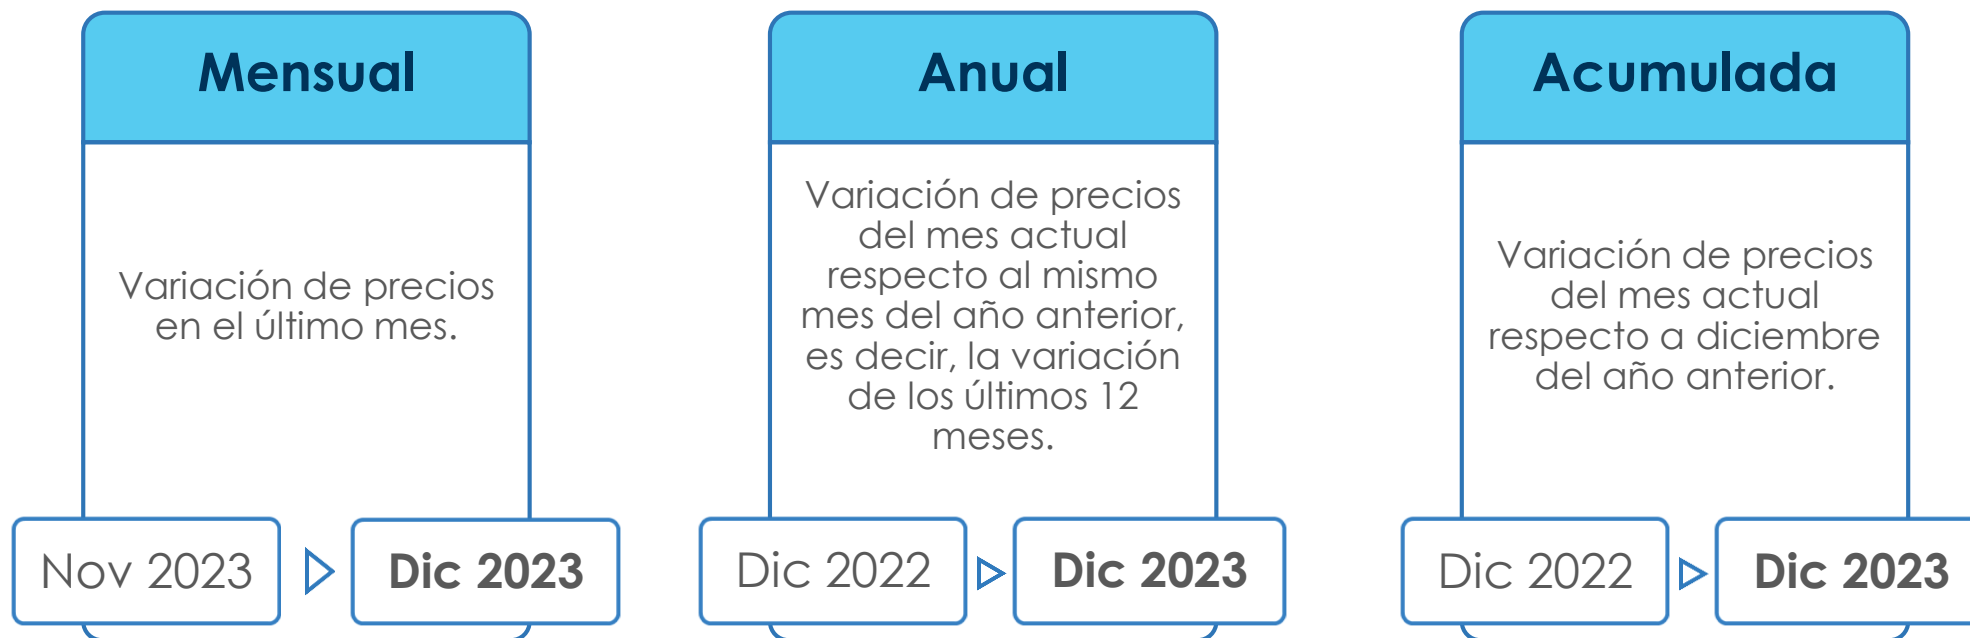 Mensual
Variación de precios
en el último mes.
Nov 2023
Dic 2023
Anual
Variación de precios
del mes actual
respecto al mismo
mes del año anterior,
es decir, la variación
de los últimos 12
meses.
Dic 2022
Dic 2023
Acumulada
Variación de precios
del mes actual
respecto a diciembre
del año anterior.
Dic 2022
Dic 2023